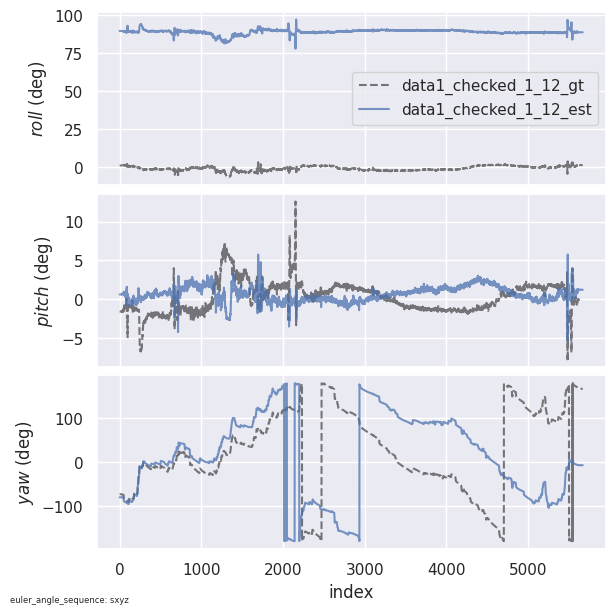 100
75
50
25
0
roll (deg)
data1_checked_1_12_gt
data1_checked_1_12_est
10
5
0
−5
pitch (deg)
100
0
−100
yaw (deg)
0 1000 2000 3000 4000 5000
index
euler_angle_sequence: sxyz